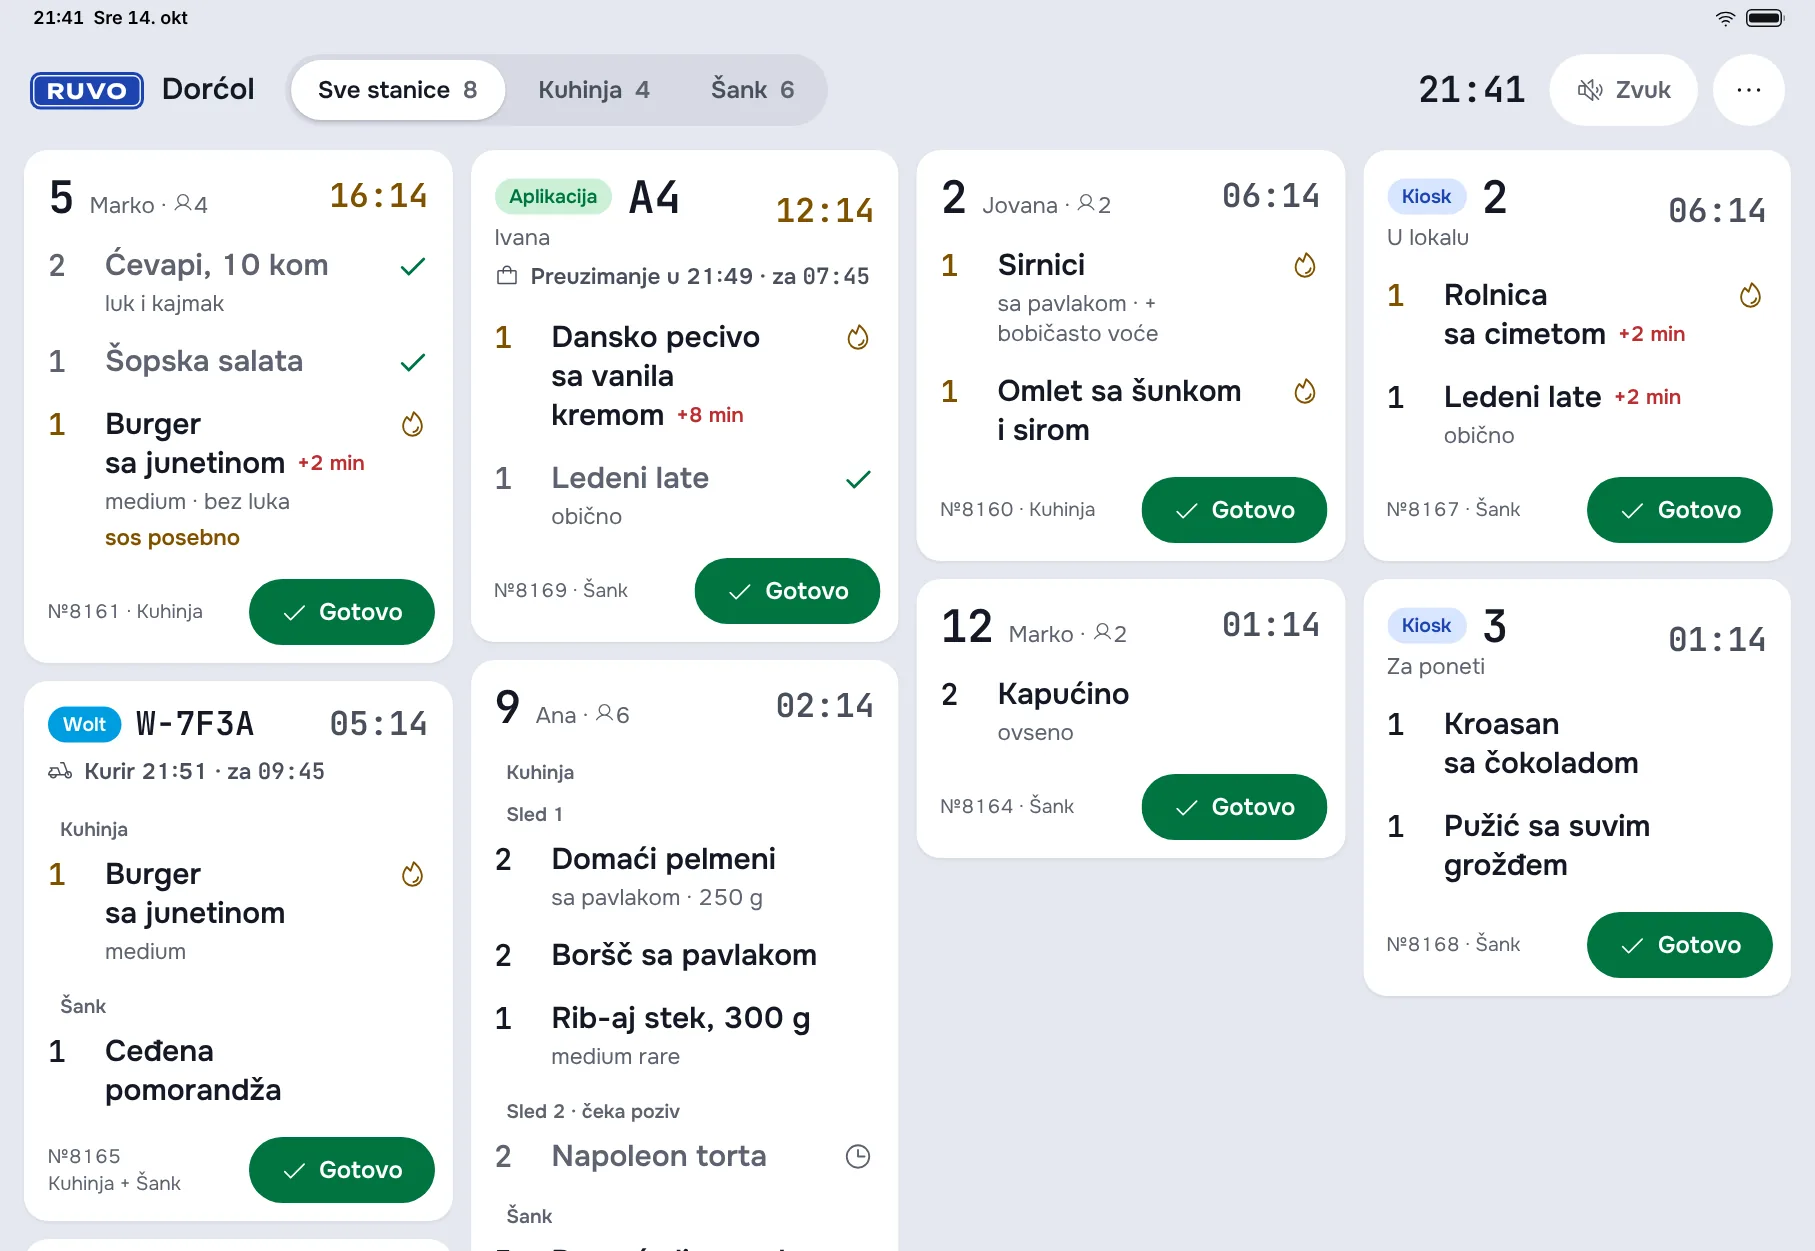 21:41 Sre 14. okt
RUVO Dorćol
Sve stanice 8
Kuhinja 4
Šank 6
21:41
Zvuk
5 Marko · 4 16:14
2 Ćevapi, 10 kom
luk i kajmak
1 Šopska salata
1 Burger
sa junetinom +2 min
medium · bez luka
sos posebno
№8161 · Kuhinja
Gotovo
Wolt W-7F3A 05:14
Kurir 21:51 · za 09:45
Kuhinja
1 Burger
sa junetinom
medium
Šank
1 Ceđena
pomorandža
№8165
Kuhinja + Šank
Gotovo
Aplikacija A4 12:14
Ivana
Preuzimanje u 21:49 · za 07:45
1 Dansko pecivo
sa vanila
kremom +8 min
1 Ledeni late
obično
№8169 · Šank
Gotovo
9 Ana · 6 02:14
Kuhinja
Sled 1
2 Domaći pelmeni
sa pavlakom · 250 g
2 Boršč sa pavlakom
1 Rib-aj stek, 300 g
medium rare
Sled 2 · čeka poziv
2 Napoleon torta
Šank
2 Jovana · 2 06:14
1 Sirnici
sa pavlakom · +
bobičasto voće
1 Omlet sa šunkom
i sirom
№8160 · Kuhinja
Gotovo
12 Marko · 2 01:14
2 Kapućino
ovseno
№8164 · Šank
Gotovo
Kiosk 2 06:14
U lokalu
1 Rolnica
sa cimetom +2 min
1 Ledeni late +2 min
obično
№8167 · Šank
Gotovo
Kiosk 3 01:14
Za poneti
1 Kroasan
sa čokoladom
1 Pužić sa suvim
grožđem
№8168 · Šank
Gotovo